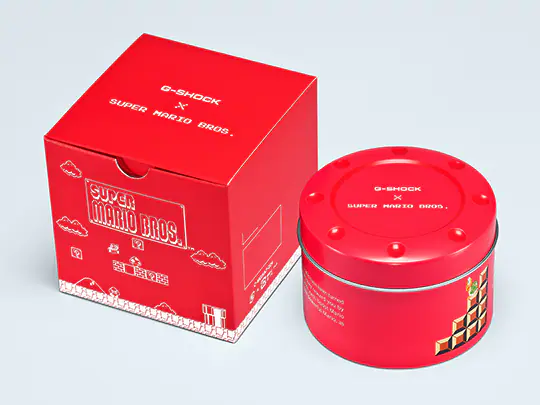 G-SHOCK
×
SUPER MARIO BROS.
SUPER
MARIO BROS.
G-SHOCK
×
SUPER MARIO BROS.